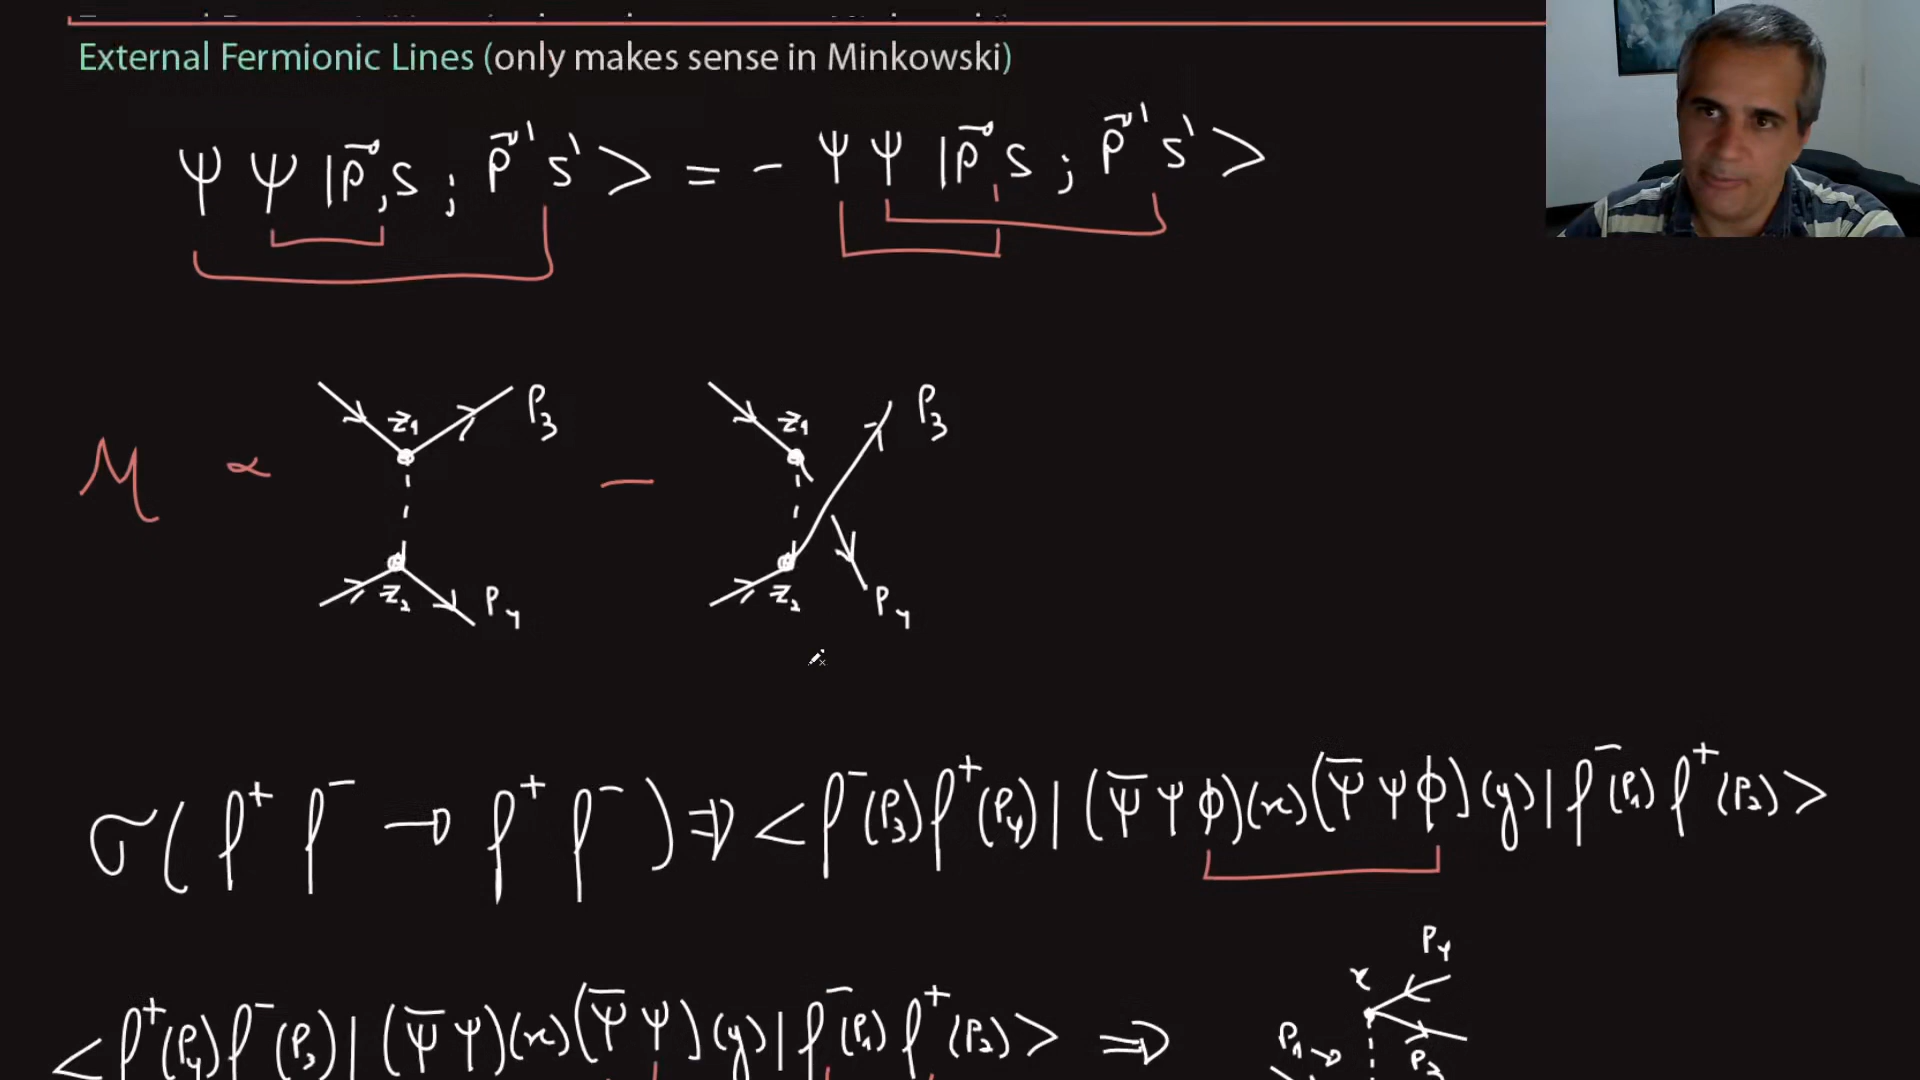 External Fermionic Lines (only makes sense in Minkowski)
Ψ Ψ |p⃗, s ; p⃗' s' > = - Ψ Ψ |p⃗ s ; p⃗' s' >
M ∝ z₁ P₃ z₂ P₄ — z₁ P₃ z₂ P₄
σ( f⁺ f⁻ → f⁺ f⁻ ) ⇒ < f⁻(P₃) f⁺(P₄) | (Ψ̄ Ψ ϕ)(x) (Ψ̄ Ψ ϕ)(y) | f⁻(P₁) f⁺(P₂) >
< f⁺(P₄) f⁻(P₃) | (Ψ̄ Ψ)(x) (Ψ̄ Ψ)(y) | f⁻(P₁) f⁺(P₂) > ⇒
P₄
x
P₁ → P₃